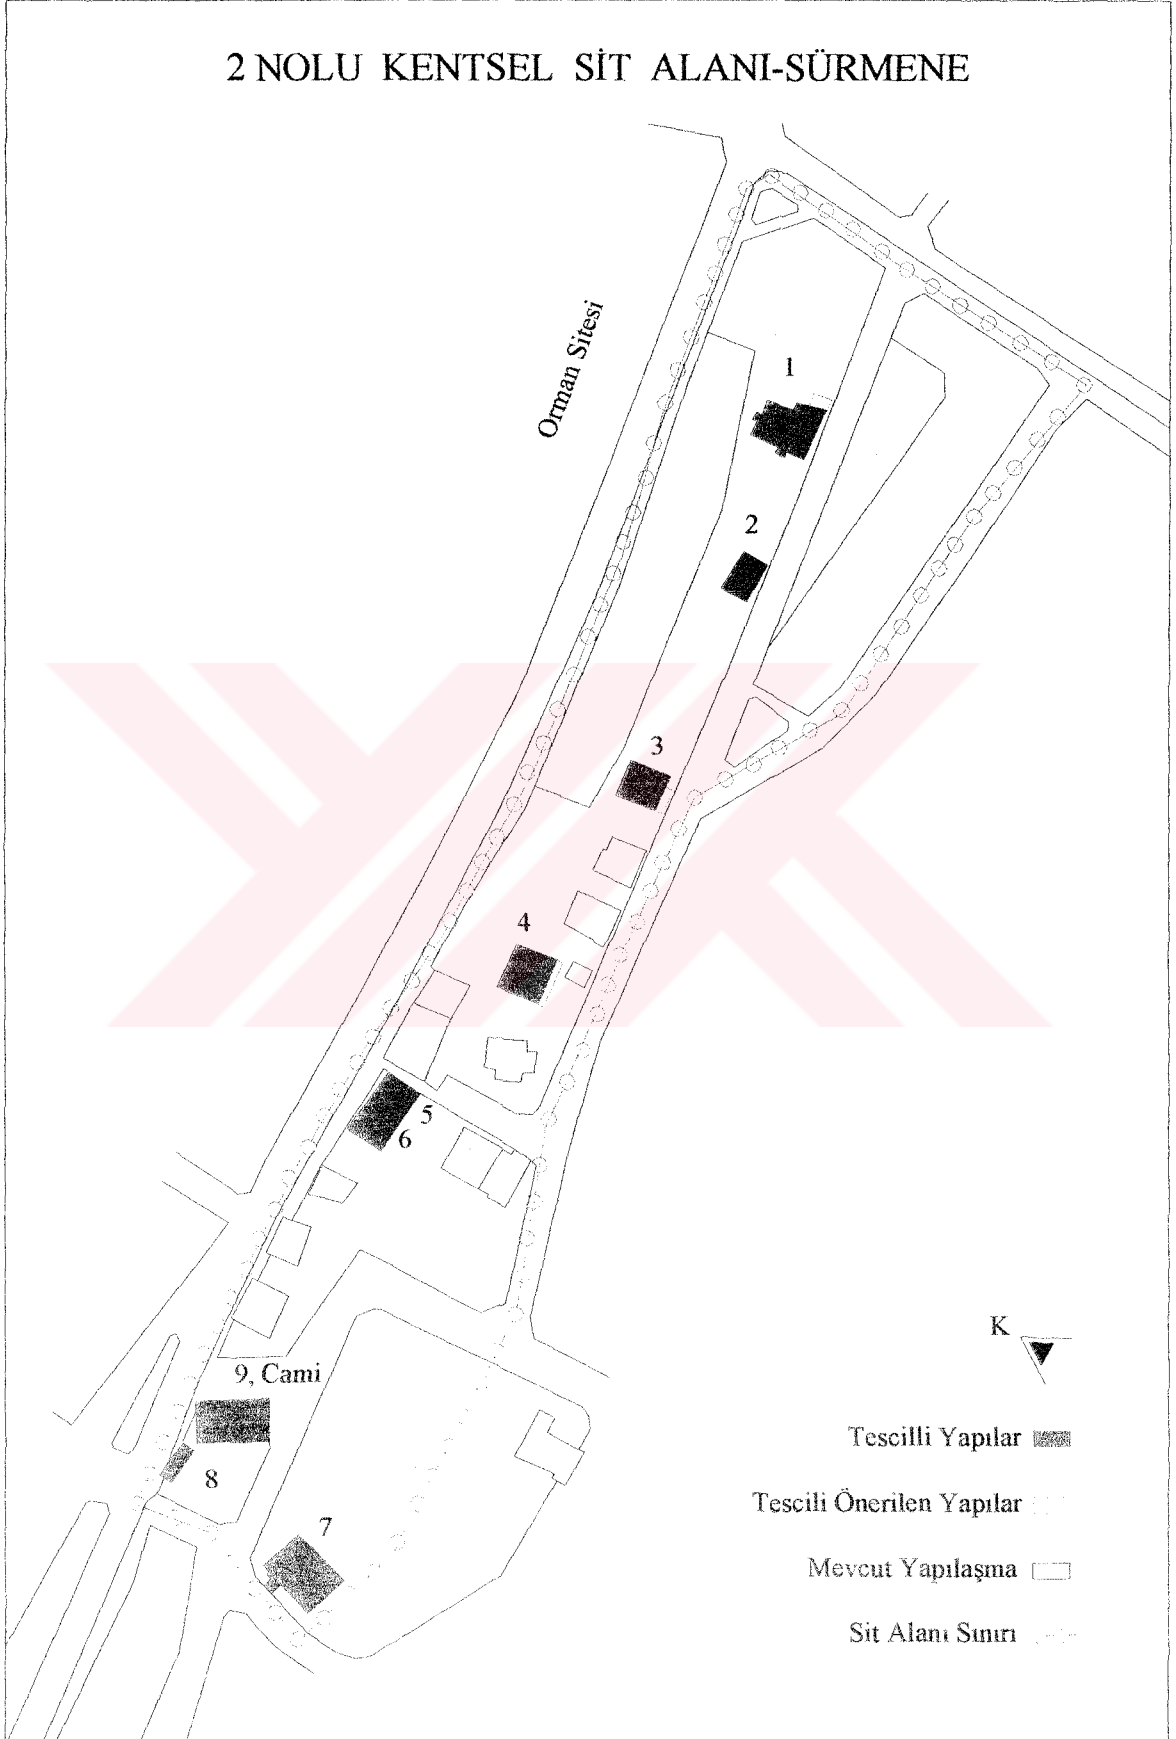 2 NOLU KENTSEL SİT ALANI-SÜRMENE
Orman Sitesi
1
2
3
4
5
6
9, Cami
8
7
K
Tescilli Yapılar
Tescili Önerilen Yapılar
Mevcut Yapılaşma
Sit Alanı Sınırı